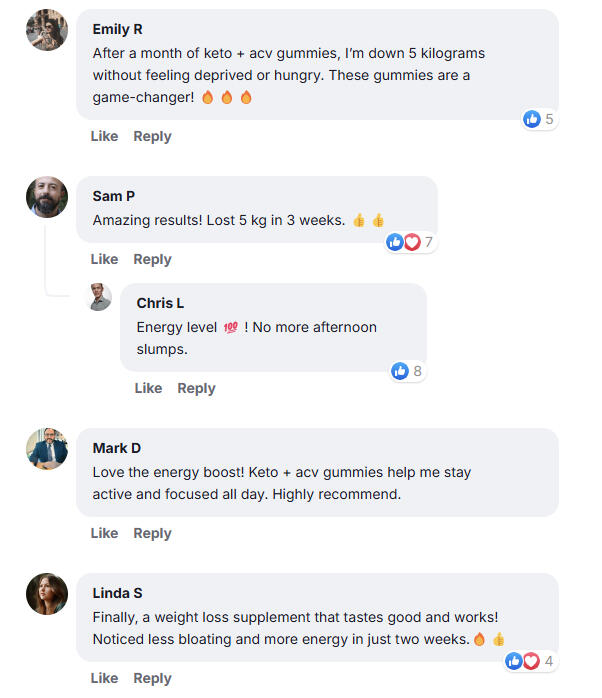 Emily R
After a month of keto + acv gummies, I’m down 5 kilograms
without feeling deprived or hungry. These gummies are a
game-changer! 🔥 🔥 🔥
5
Like Reply
Sam P
Amazing results! Lost 5 kg in 3 weeks. 👍 👍
7
Like Reply
Chris L
Energy level 💯 ! No more afternoon
slumps.
8
Like Reply
Mark D
Love the energy boost! Keto + acv gummies help me stay
active and focused all day. Highly recommend.
Like Reply
Linda S
Finally, a weight loss supplement that tastes good and works!
Noticed less bloating and more energy in just two weeks. 🔥 👍
4
Like Reply